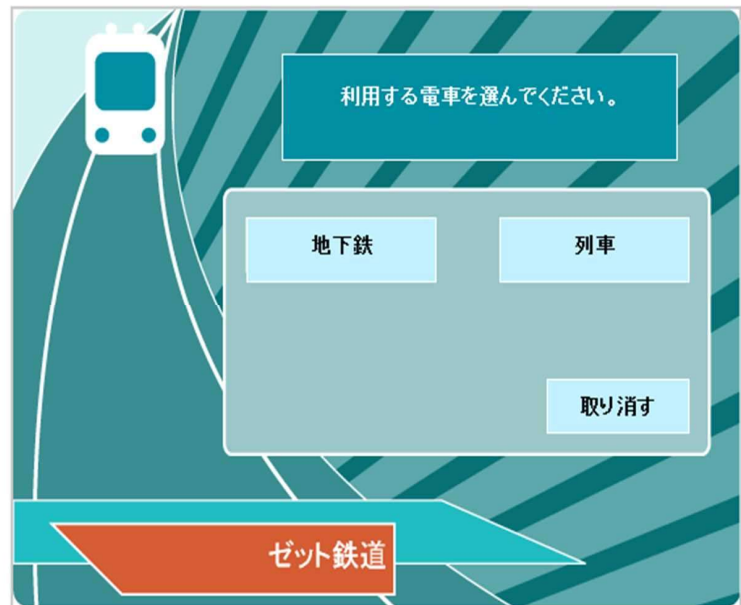 利用する電車を選んでください。
地下鉄
列車
取り消す
ゼット鉄道